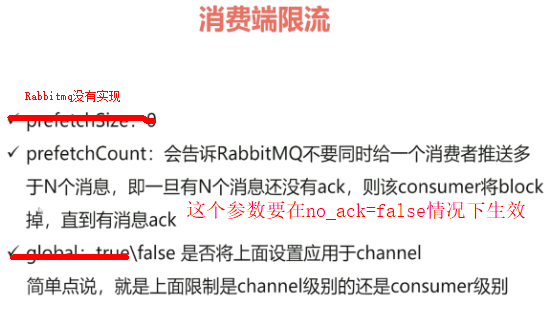 消费端限流
Rabbitmq没有实现
✓ prefetchSize：0
✓ prefetchCount：会告诉RabbitMQ不要同时给一个消费者推送多
于N个消息，即一旦有N个消息还没有ack，则该consumer将block
掉，直到有消息ack 这个参数要在no_ack=false情况下生效
✓ global：true\false 是否将上面设置应用于channel
简单点说，就是上面限制是channel级别的还是consumer级别